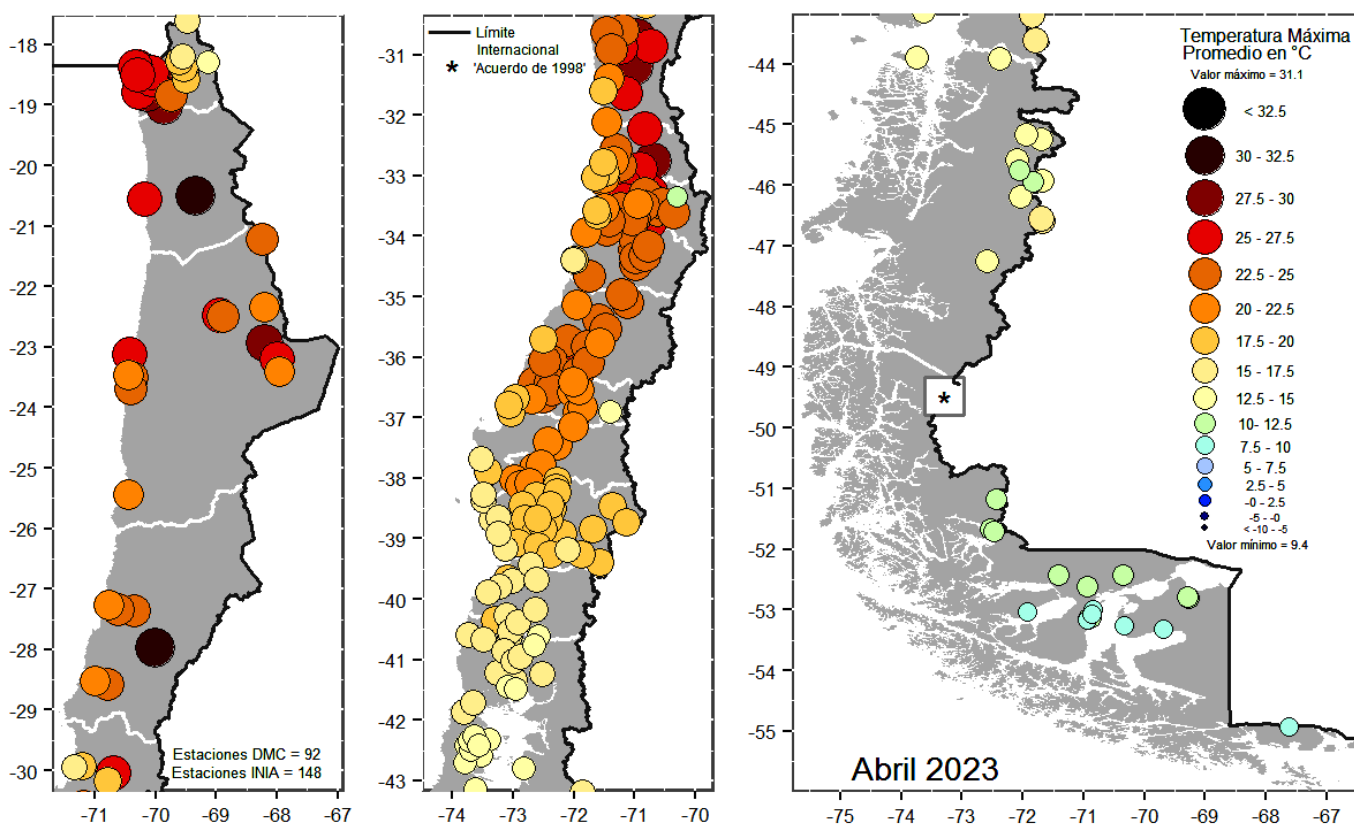 -18
-19
-20
-21
-22
-23
-24
-25
-26
-27
-28
-29
-30
-71
-70
-69
-68
-67
Estaciones DMC = 92
Estaciones INIA = 148
Límite
Internacional
* 'Acuerdo de 1998'
-31
-32
-33
-34
-35
-36
-37
-38
-39
-40
-41
-42
-43
-74
-73
-72
-71
-70
-44
-45
-46
-47
-48
-49
-50
-51
-52
-53
-54
-55
*
-75
-74
-73
-72
-71
-70
-69
-68
-67
Abril 2023
Temperatura Máxima
Promedio en °C
Valor máximo = 31.1
< 32.5
30 - 32.5
27.5 - 30
25 - 27.5
22.5 - 25
20 - 22.5
17.5 - 20
15 - 17.5
12.5 - 15
10- 12.5
7.5 - 10
5 - 7.5
2.5 - 5
-0 - 2.5
-5 - -0
< -10 - -5
Valor mínimo = 9.4